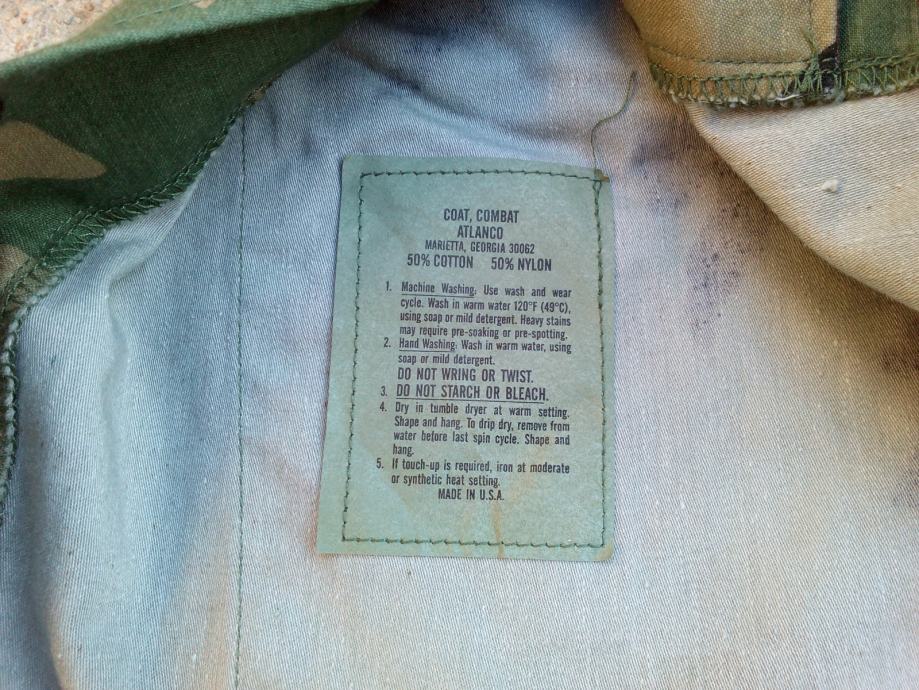 COAT, COMBAT
ATLANCO
MARIETTA, GEORGIA 30062
50% COTTON 50% NYLON
1. Machine Washing: Use wash and wear
cycle. Wash in warm water 120°F (49°C),
using soap or mild detergent. Heavy stains
may require pre-soaking or pre-spotting.
2. Hand Washing: Wash in warm water, using
soap or mild detergent.
DO NOT WRING OR TWIST.
3. DO NOT STARCH OR BLEACH.
4. Dry in tumble dryer at warm setting.
Shape and hang. To drip dry, remove from
water before last spin cycle. Shape and
hang.
5. If touch-up is required, iron at moderate
or synthetic heat setting.
MADE IN U.S.A.